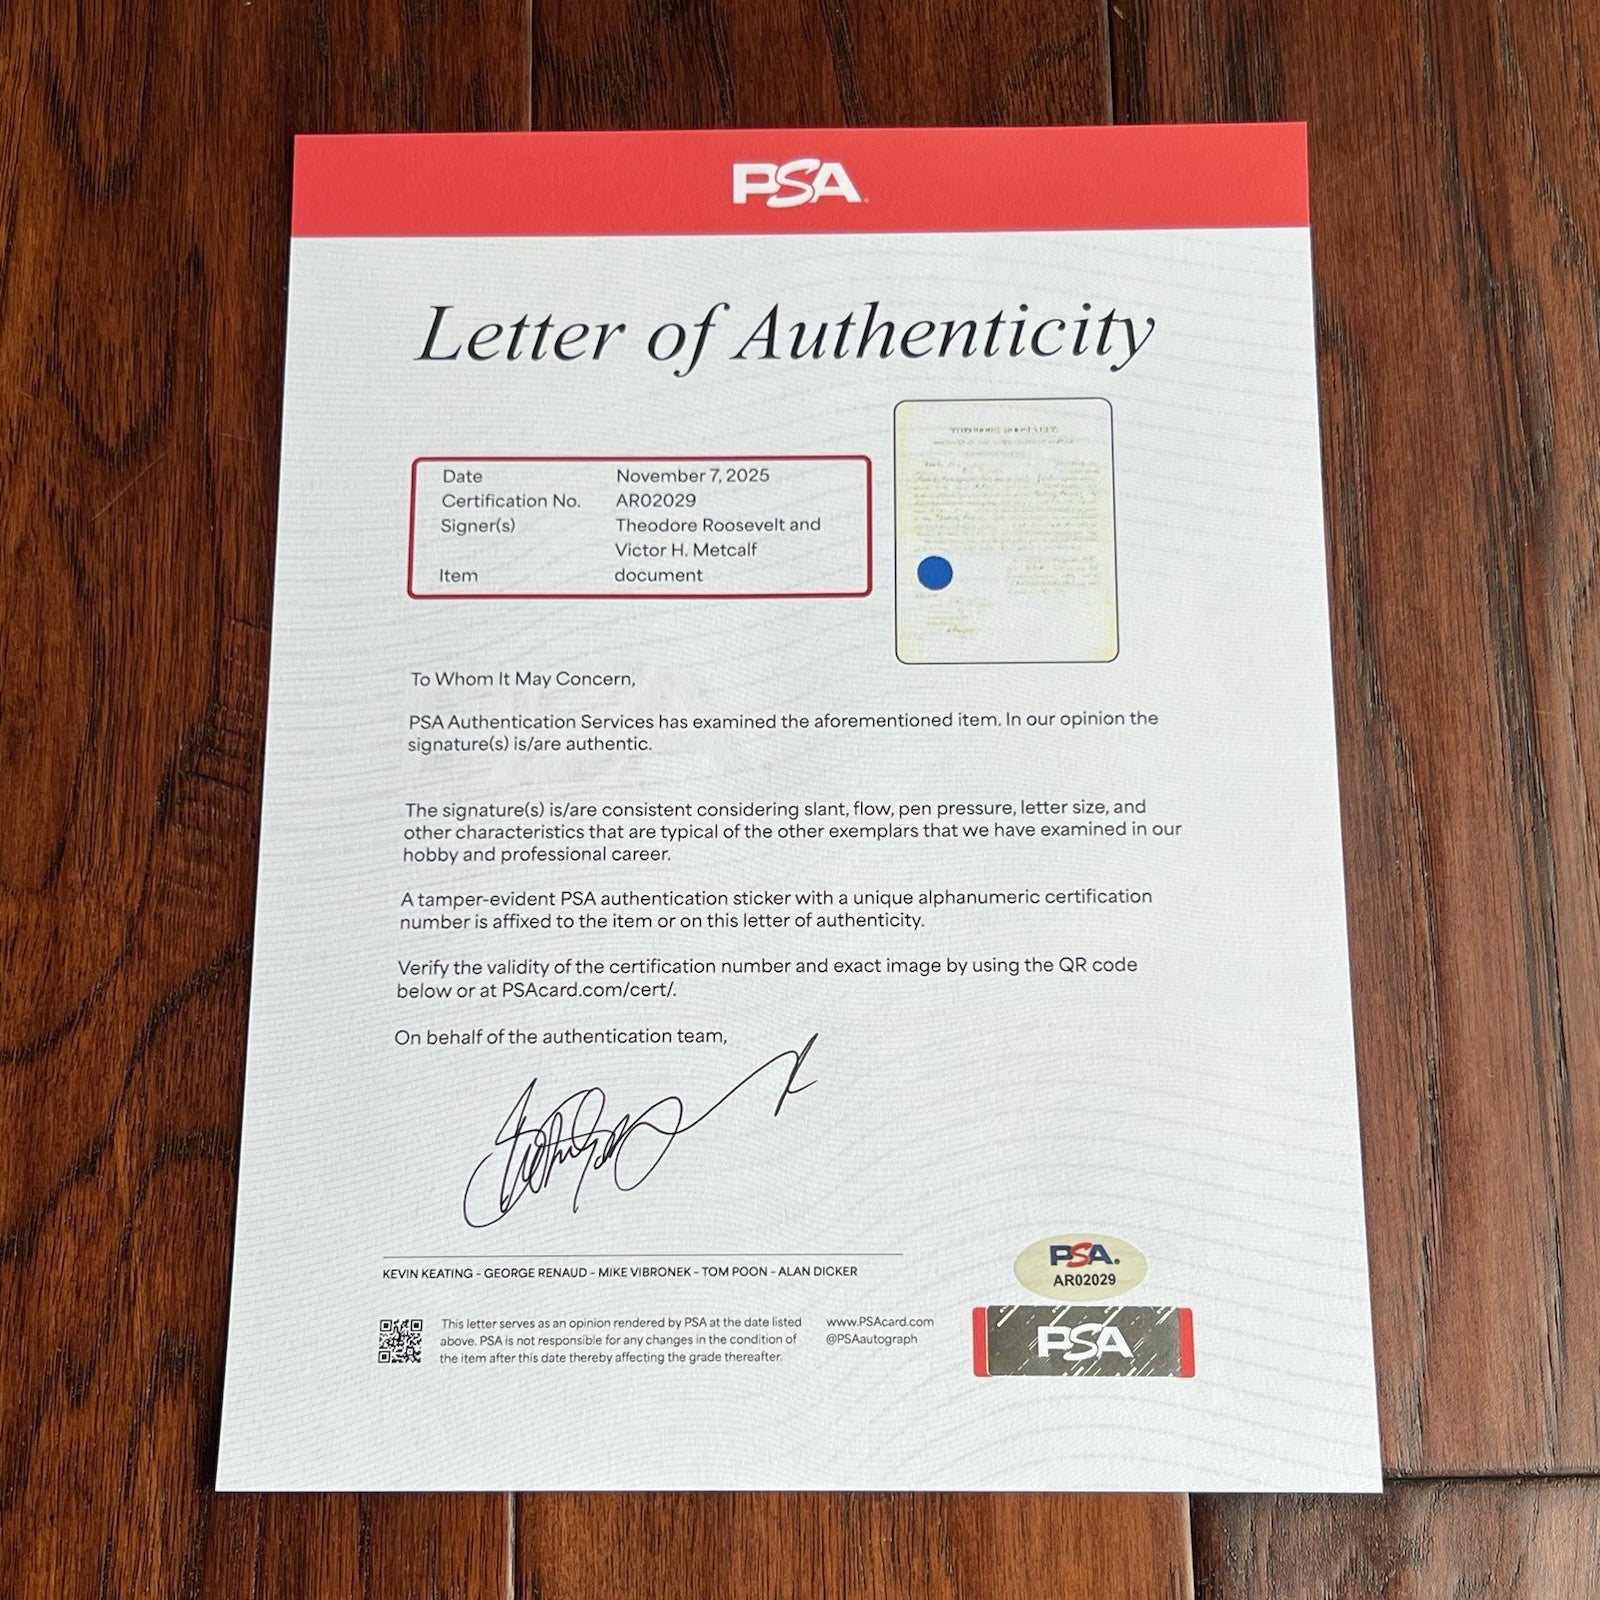 PSA
Letter of Authenticity
Date November 7, 2025
Certification No. AR02029
Signer(s) Theodore Roosevelt and
Victor H. Metcalf
Item document
THEODORE ROOSEVELT,
To Whom It May Concern,
PSA Authentication Services has examined the aforementioned item. In our opinion the
signature(s) is/are authentic.
The signature(s) is/are consistent considering slant, flow, pen pressure, letter size, and
other characteristics that are typical of the other exemplars that we have examined in our
hobby and professional career.
A tamper-evident PSA authentication sticker with a unique alphanumeric certification
number is affixed to the item or on this letter of authenticity.
Verify the validity of the certification number and exact image by using the QR code
below or at PSAcard.com/cert/.
On behalf of the authentication team,
KEVIN KEATING - GEORGE RENAUD - MIKE VIBRONEK - TOM POON - ALAN DICKER
This letter serves as an opinion rendered by PSA at the date listed
above. PSA is not responsible for any changes in the condition of
the item after this date thereby affecting the grade thereafter.
www.PSAcard.com
@PSAautograph
PSA.
AR02029
PSA